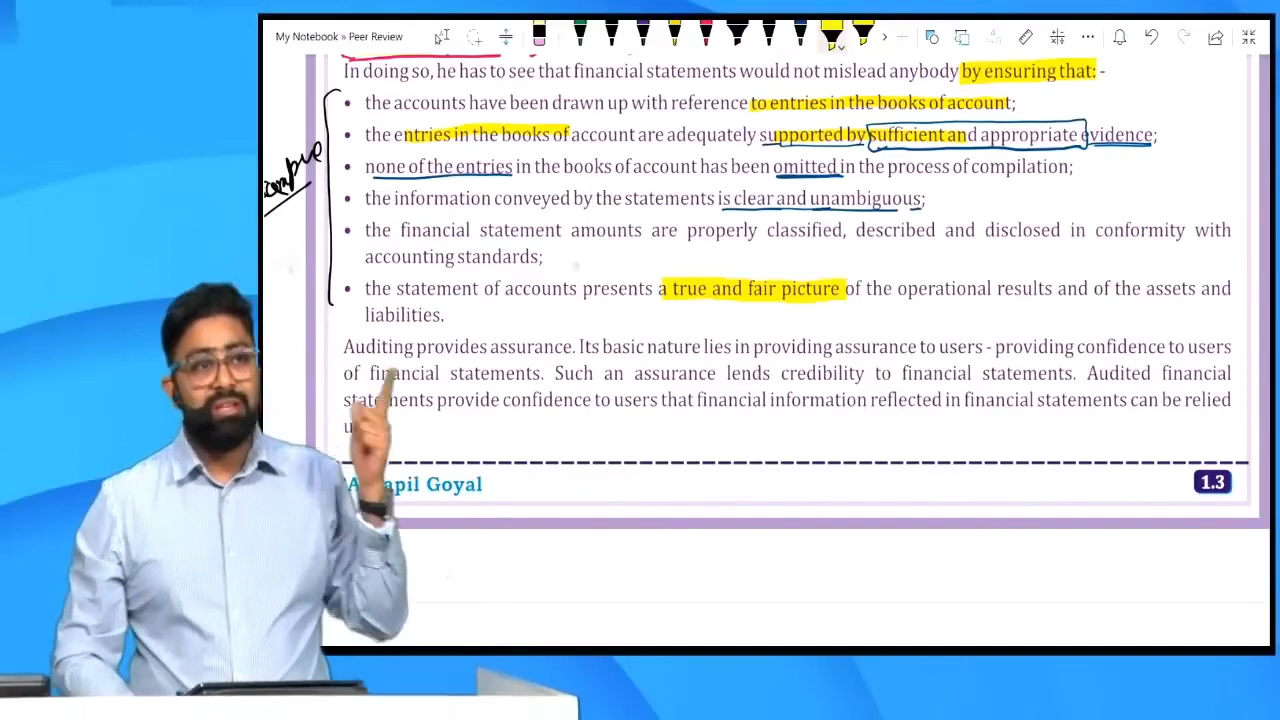 My Notebook » Peer Review
In doing so, he has to see that financial statements would not mislead anybody by ensuring that: -
• the accounts have been drawn up with reference to entries in the books of account;
• the entries in the books of account are adequately supported by sufficient and appropriate evidence;
• none of the entries in the books of account has been omitted in the process of compilation;
• the information conveyed by the statements is clear and unambiguous;
• the financial statement amounts are properly classified, described and disclosed in conformity with
accounting standards;
• the statement of accounts presents a true and fair picture of the operational results and of the assets and
liabilities.
Auditing provides assurance. Its basic nature lies in providing assurance to users - providing confidence to users
of financial statements. Such an assurance lends credibility to financial statements. Audited financial
statements provide confidence to users that financial information reflected in financial statements can be relied
Goyal
1.3